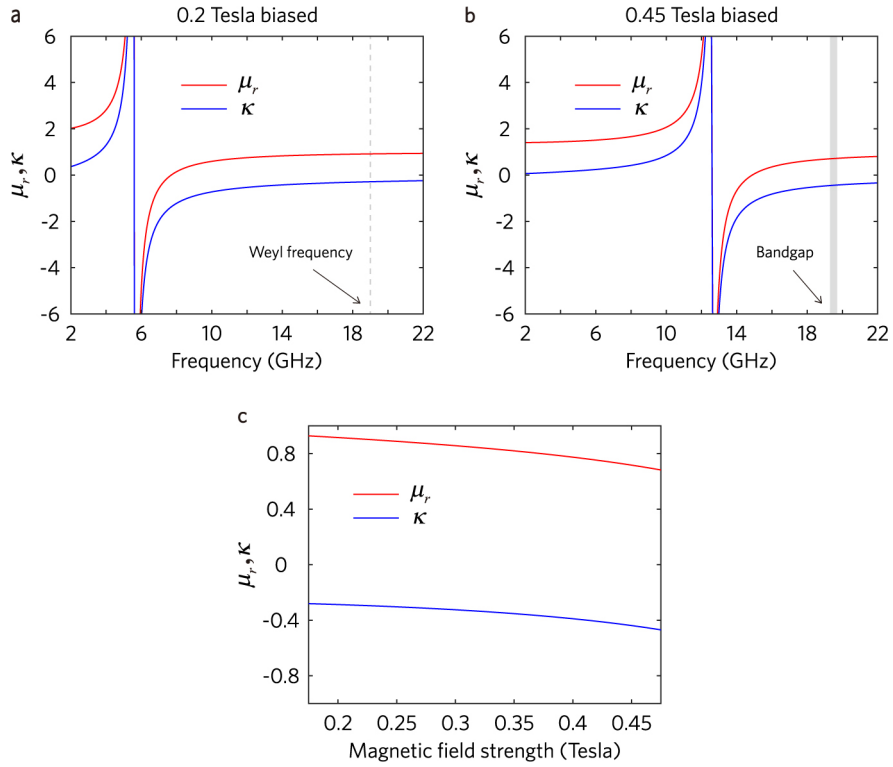 a
0.2 Tesla biased
6
4
2
0
-2
-4
-6
μr,κ
μr
κ
Weyl frequency
2
6
10
14
18
22
Frequency (GHz)
b
0.45 Tesla biased
6
4
2
0
-2
-4
-6
μr,κ
μr
κ
Bandgap
2
6
10
14
18
22
Frequency (GHz)
c
0.8
0.4
0
-0.4
-0.8
μr,κ
μr
κ
0.2
0.25
0.3
0.35
0.4
0.45
Magnetic field strength (Tesla)